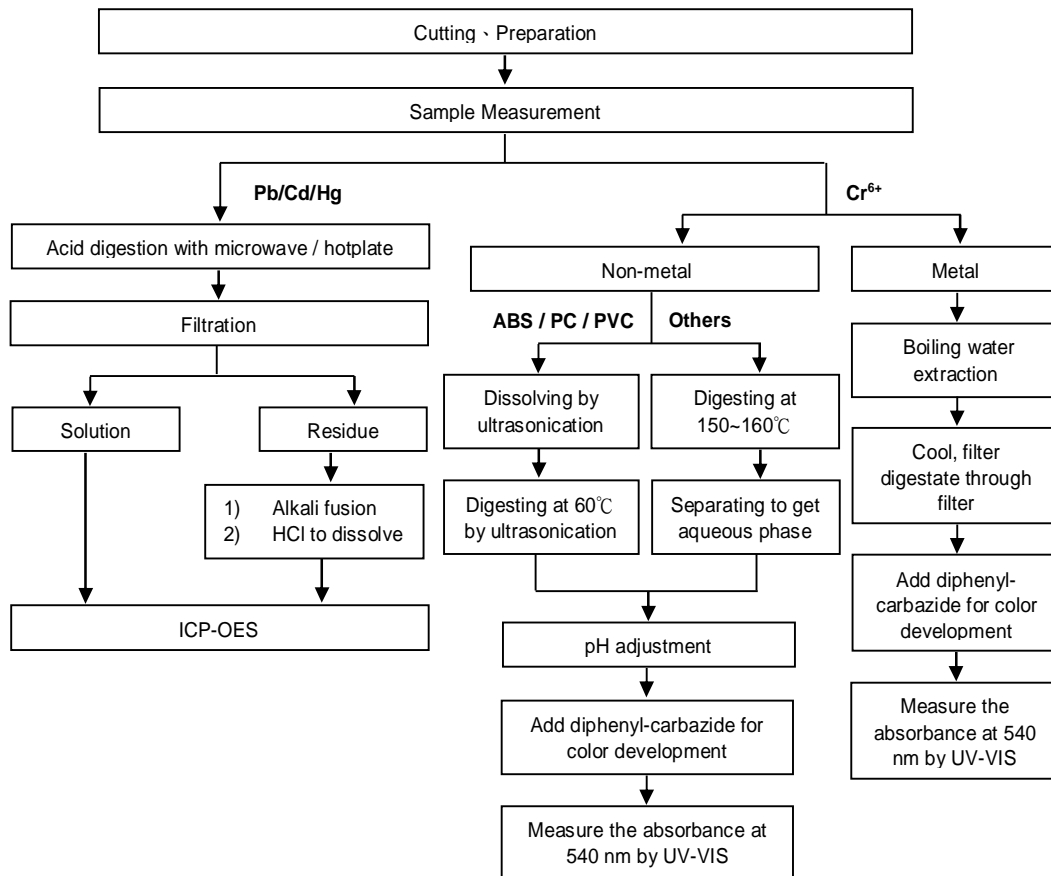 Cutting、Preparation
Sample Measurement
Pb/Cd/Hg
Acid digestion with microwave / hotplate
Filtration
Solution
Residue
1) Alkali fusion
2) HCl to dissolve
ICP-OES
Cr⁶⁺
Non-metal
ABS / PC / PVC
Others
Dissolving by
ultrasonication
Digesting at 60℃
by ultrasonication
Digesting at
150~160℃
Separating to get
aqueous phase
pH adjustment
Add diphenyl-carbazide for
color development
Measure the absorbance at
540 nm by UV-VIS
Metal
Boiling water
extraction
Cool, filter
digestate through
filter
Add diphenyl-
carbazide for color
development
Measure the
absorbance at 540
nm by UV-VIS